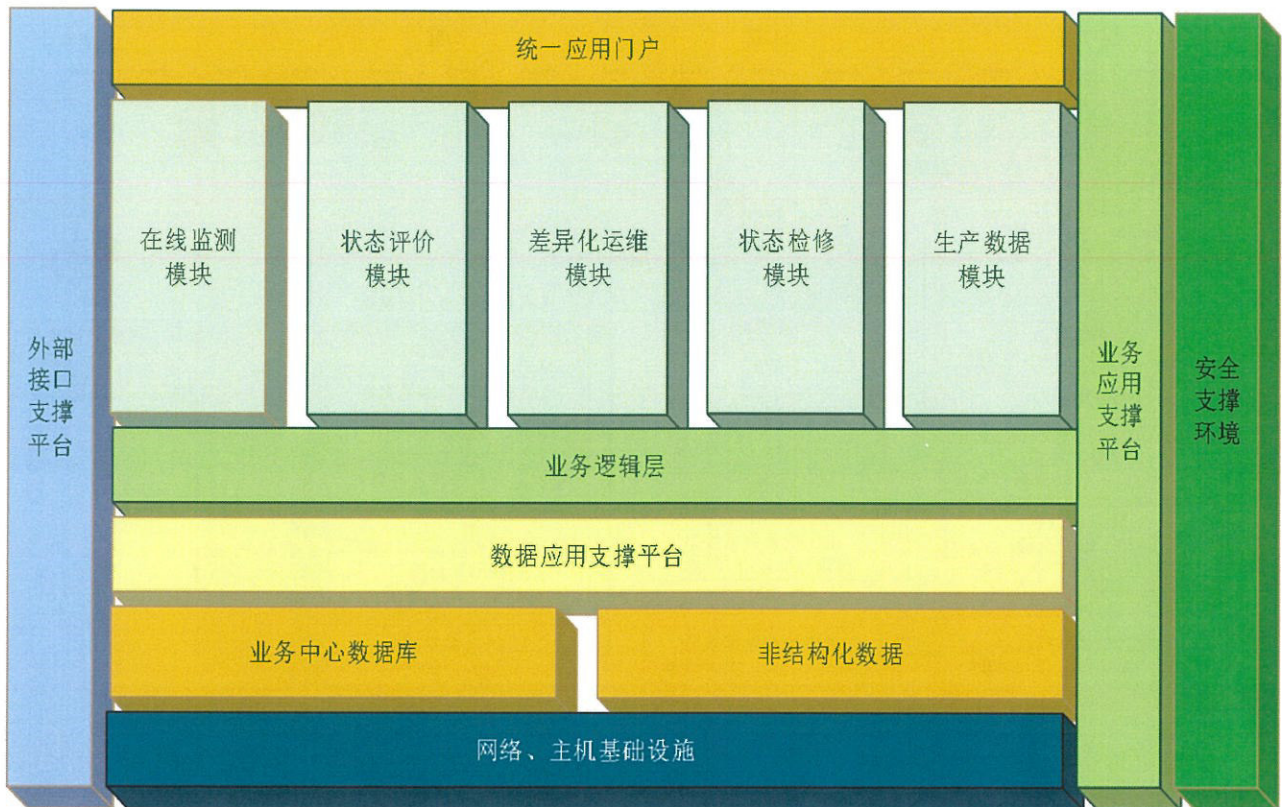 统一应用门户
在线监测
模块
状态评价
模块
差异化运维
模块
状态检修
模块
生产数据
模块
外部
接口
支撑
平台
业务
应用
支撑
平台
安全
支撑
环境
业务逻辑层
数据应用支撑平台
业务中心数据库
非结构化数据
网络、主机基础设施